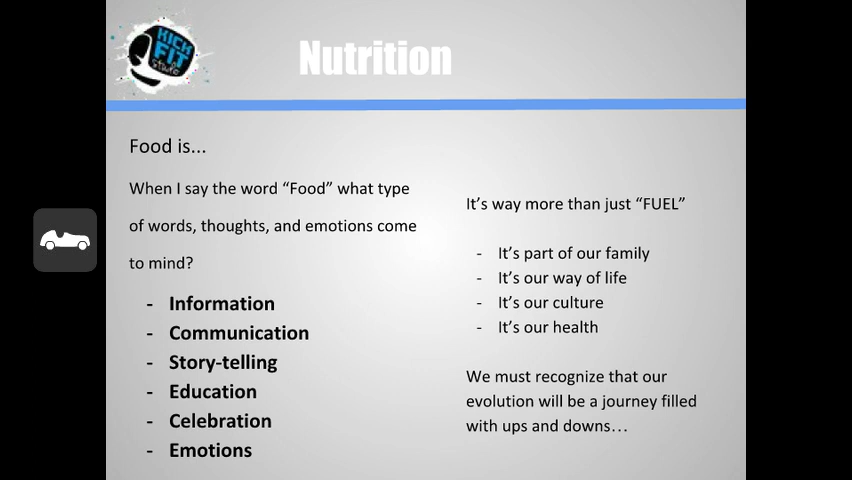 KICK
FIT
Studio
Nutrition
Food is...
When I say the word “Food” what type
of words, thoughts, and emotions come
to mind?
- Information
- Communication
- Story-telling
- Education
- Celebration
- Emotions
It’s way more than just “FUEL”
- It’s part of our family
- It’s our way of life
- It’s our culture
- It’s our health
We must recognize that our
evolution will be a journey filled
with ups and downs…